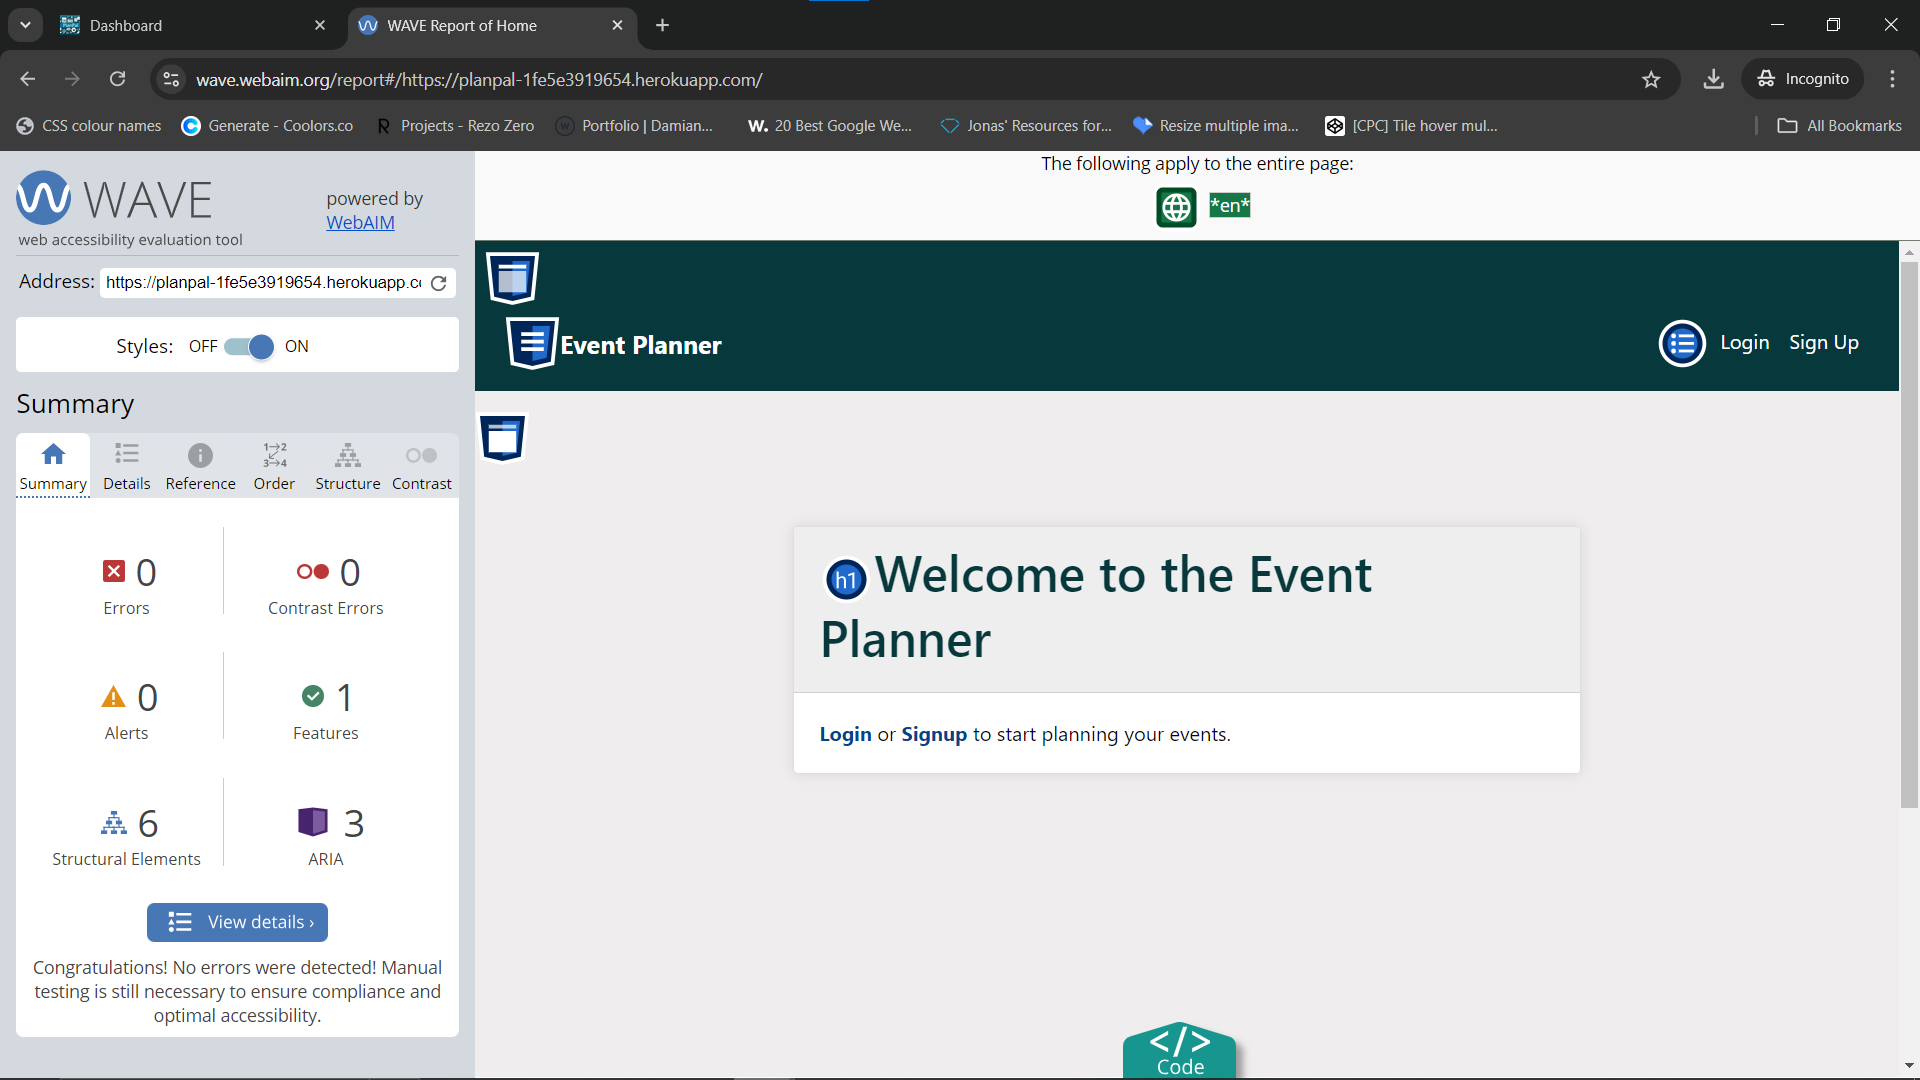 Dashboard
WAVE Report of Home
wave.webaim.org/report#/https://planpal-1fe5e3919654.herokuapp.com/
Incognito
CSS colour names
Generate - Coolors.co
Projects - Rezo Zero
Portfolio | Damian...
W. 20 Best Google We...
Jonas' Resources for...
Resize multiple ima...
[CPC] Tile hover mul...
All Bookmarks
WAVE
powered by
WebAIM
web accessibility evaluation tool
Address: https://planpal-1fe5e3919654.herokuapp.c
Styles: OFF ON
Summary
Summary
Details
Reference
1→2
3→4
Order
Structure
Contrast
0
Errors
0
Contrast Errors
0
Alerts
1
Features
6
Structural Elements
3
ARIA
View details ›
Congratulations! No errors were detected! Manual
testing is still necessary to ensure compliance and
optimal accessibility.
The following apply to the entire page:
*en*
Event Planner
Login
Sign Up
h1 Welcome to the Event
Planner
Login or Signup to start planning your events.
</>
Code